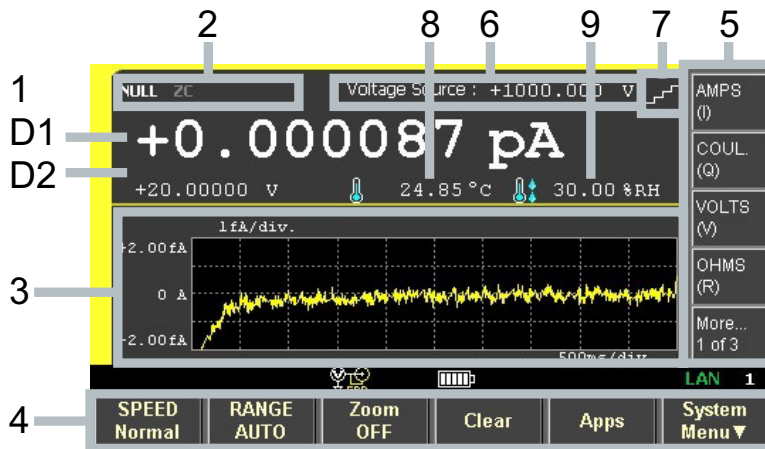 2 8 6 9 7 5
NULL ZC Voltage Source : +1000.000 V
1
D1 +0.000087 pA
D2 +20.00000 V 24.85°C 30.00%RH
AMPS
(I)
COUL.
(Q)
VOLTS
(V)
OHMS
(R)
More...
1 of 3
3
1fA/div.
+2.00fA
0 A
-2.00fA
500ms/div
LAN 1
4
SPEED
Normal
RANGE
AUTO
Zoom
OFF
Clear
Apps
System
Menu▼